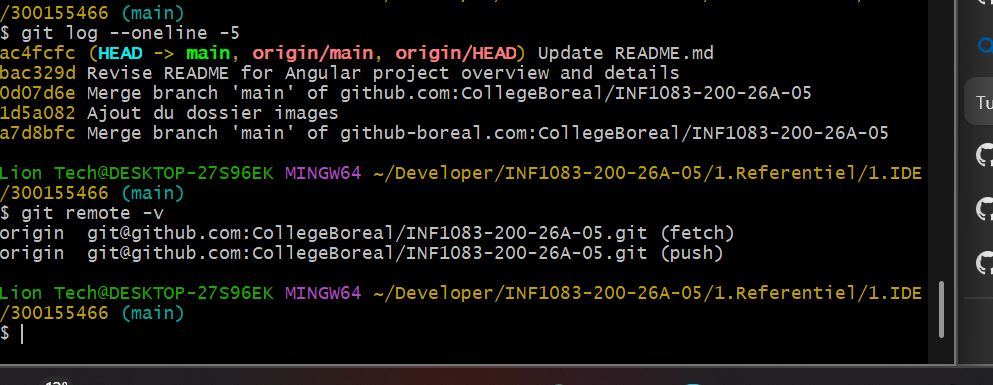 /300155466 (main)
$ git log --oneline -5
ac4fcfc (HEAD -> main, origin/main, origin/HEAD) Update README.md
bac329d Revise README for Angular project overview and details
0d07d6e Merge branch 'main' of github.com:CollegeBoreal/INF1083-200-26A-05
1d5a082 Ajout du dossier images
a7d8bfc Merge branch 'main' of github-boreal.com:CollegeBoreal/INF1083-200-26A-05
Lion Tech@DESKTOP-27S96EK MINGW64 ~/Developer/INF1083-200-26A-05/1.Referentiel/1.IDE
/300155466 (main)
$ git remote -v
origin  git@github.com:CollegeBoreal/INF1083-200-26A-05.git (fetch)
origin  git@github.com:CollegeBoreal/INF1083-200-26A-05.git (push)
Lion Tech@DESKTOP-27S96EK MINGW64 ~/Developer/INF1083-200-26A-05/1.Referentiel/1.IDE
/300155466 (main)
$